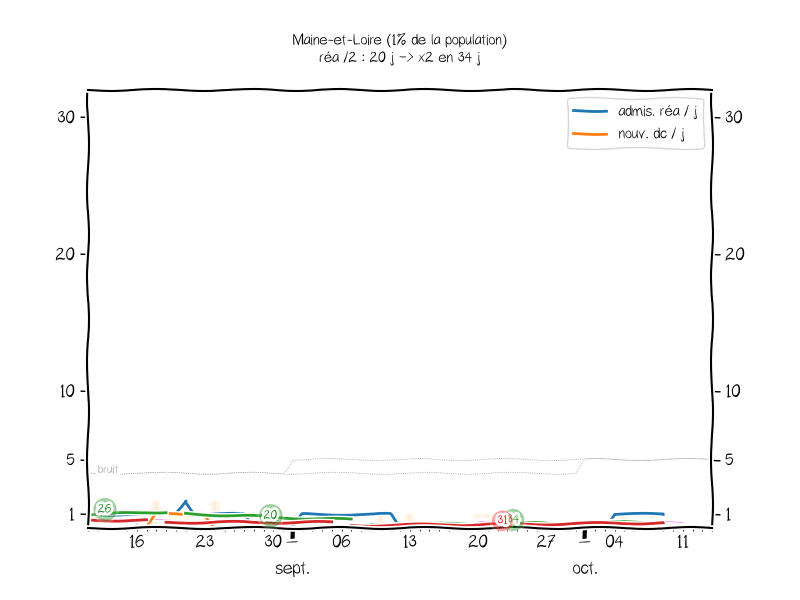 Maine-et-Loire (1% de la population)
réa /2 : 20 j -> x2 en 34 j
admis. réa / j
nouv. dc / j
30
30
20
20
10
10
5
5
bruit
1
1
26
20
31
16 23 30 06 13 20 27 04 11
sept. oct.